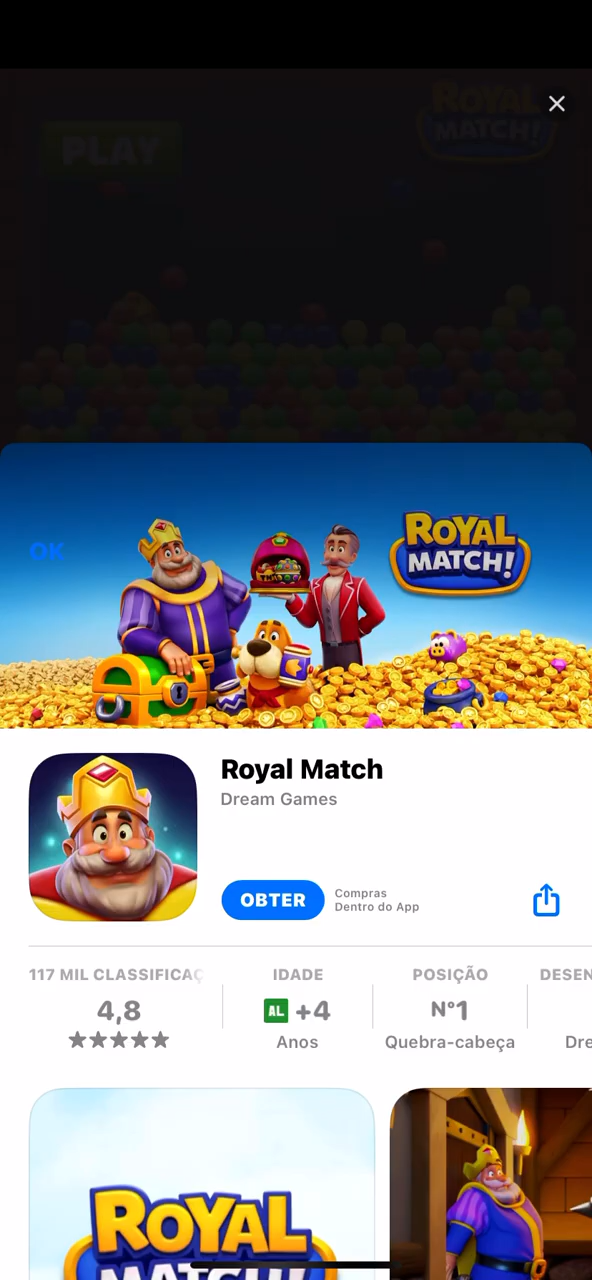 ROYAL
MATCH!
PLAY
OK
ROYAL
MATCH!
Royal Match
Dream Games
OBTER
Compras
Dentro do App
117 MIL CLASSIFICAÇ
IDADE
POSIÇÃO
DESEN
4,8
AL +4
Nº1
Anos
Quebra-cabeça
Dre
ROYAL
MATCH!